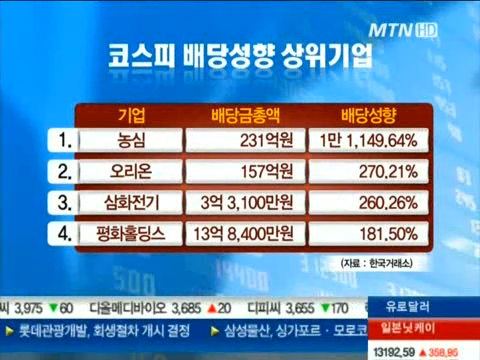 MTN HD
코스피 배당성향 상위기업
기업 배당금총액 배당성향
1. 농심 231억원 1만 1,149.64%
2. 오리온 157억원 270.21%
3. 삼화전기 3억 3,100만원 260.26%
4. 평화홀딩스 13억 8,400만원 181.50%
(자료 : 한국거래소)
씨 3,975 ▼60 디올메디바이오 3,685 ▲20 디피씨 3,655 ▼170 유로달러
▶ 롯데관광개발, 회생절차 개시 결정 ▶ 삼성물산, 싱가포르 · 모로코 일본닛케이
13192,59 ▲358,95